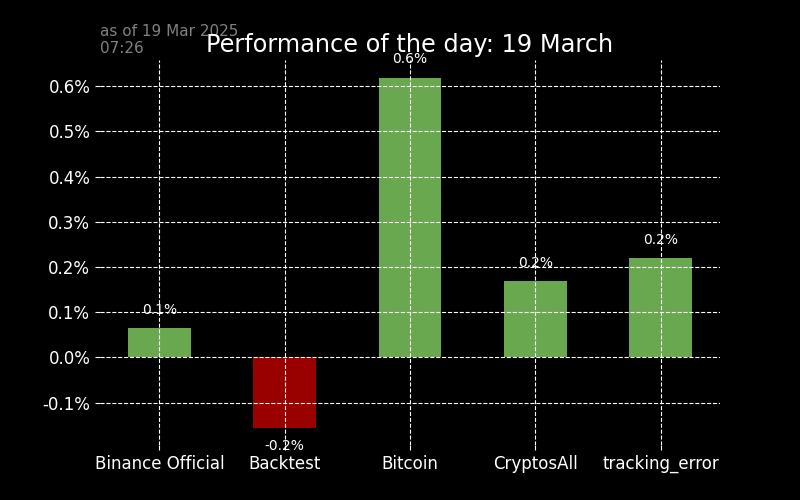 as of 19 Mar 2025
07:26
Performance of the day: 19 March
0.6%
0.6%
0.5%
0.4%
0.3%
0.2%
0.1%
0.0%
-0.1%
0.1%
-0.2%
0.2%
0.2%
Binance Official
Backtest
Bitcoin
CryptosAll
tracking_error